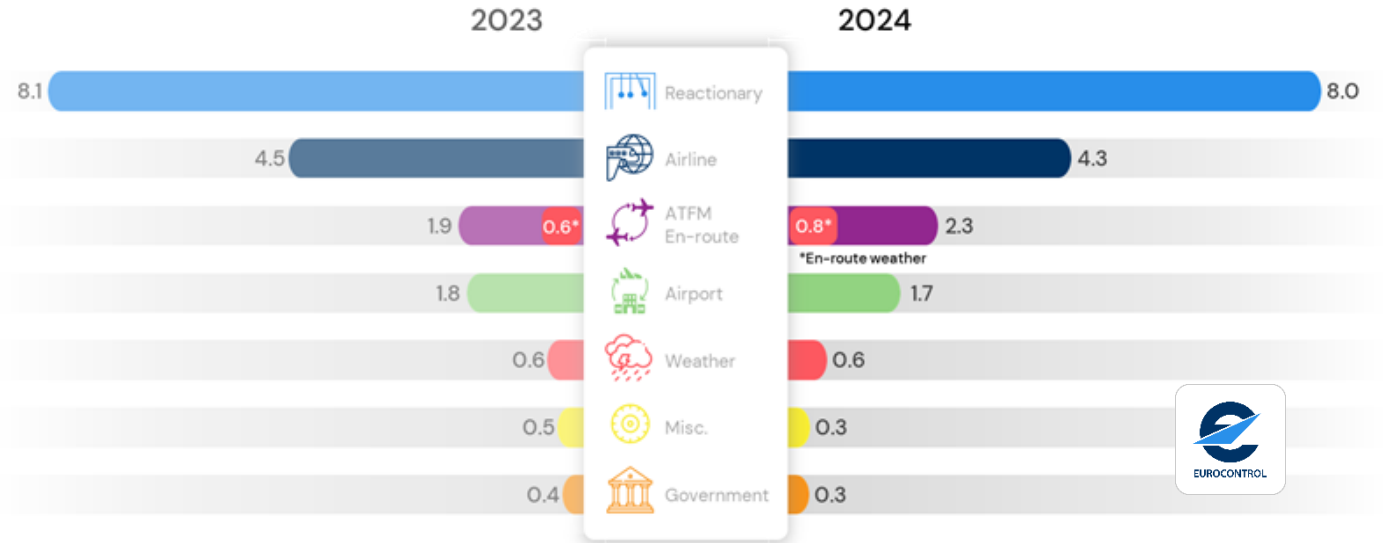 2023
2024
8.1
Reactionary
8.0
4.5
Airline
4.3
1.9
0.6*
ATFM
En-route
0.8*
2.3
*En-route weather
1.8
Airport
1.7
0.6
Weather
0.6
0.5
Misc.
0.3
0.4
Government
0.3
EUROCONTROL